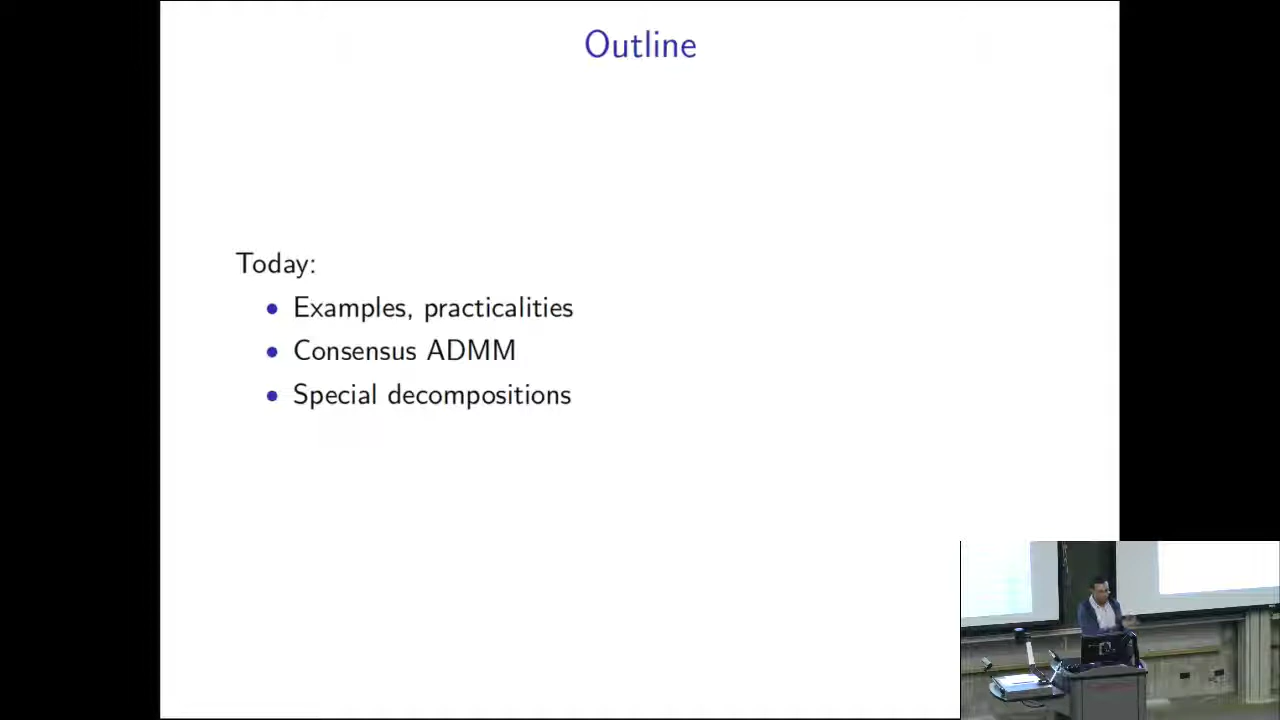 Outline
Today:
Examples, practicalities
Consensus ADMM
Special decompositions